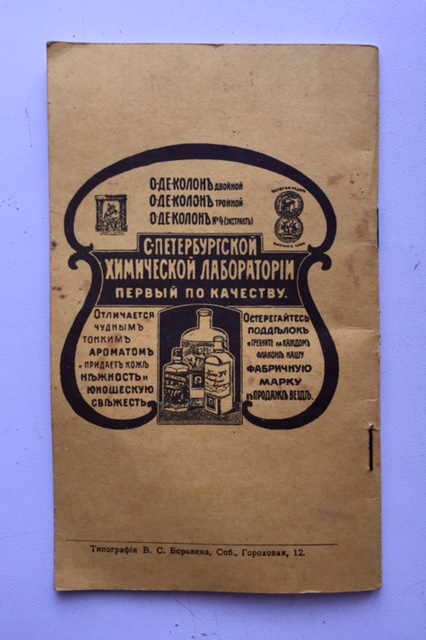 О-ДЕ-КОЛОНЪ ДВОЙНОЙ
О-ДЕ-КОЛОНЪ ТРОЙНОЙ
О-ДЕ-КОЛОНЪ №4 (ЭКСТРАКТЪ)
С-ПЕТЕРБУРГСКОЙ
ХИМИЧЕСКОЙ ЛАБОРАТОРІИ
ПЕРВЫЙ ПО КАЧЕСТВУ.
ОТЛИЧАЕТСЯ
ЧУДНЫМЪ
ТОНКИМЪ
АРОМАТОМЪ
И ПРИДАЕТЪ КОЖѢ
НѢЖНОСТЬ И
ЮНОШЕСКУЮ
СВѢЖЕСТЬ
ОСТЕРЕГАЙТЕСЬ
ПОДДѢЛОКЪ
И ТРЕБУЙТЕ НА КАЖДОМЪ
ФЛАКОНѢ НАШУ
ФАБРИЧНУЮ
МАРКУ
ВЪ ПРОДАЖѢ ВЕЗДѢ.
Типографія В. С. Боровина, Спб., Гороховая, 12.